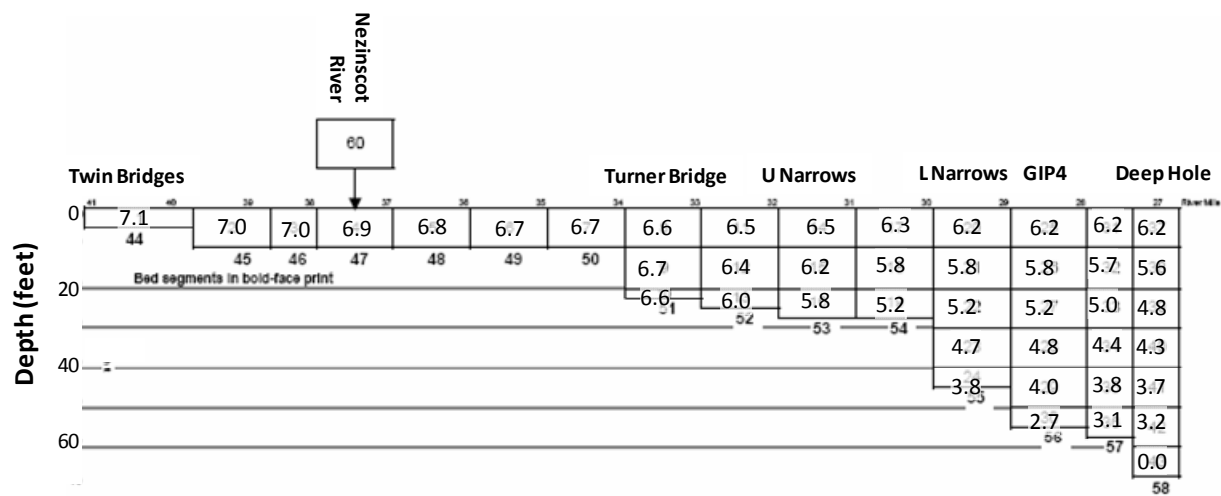 Nezinscot
River
60
Twin Bridges
Turner Bridge
U Narrows
L Narrows
GIP4
Deep Hole
41 40 39 38 37 36 35 34 33 32 31 30 29 28 27 River Mile
0
7.1 7.0 7.0 6.9 6.8 6.7 6.7 6.6 6.5 6.5 6.3 6.2 6.2 6.2 6.2
44
45 46 47 48 49 50
6.7 6.4 6.2 5.8 5.8 5.8 5.7 5.6
Bed segments in bold-face print
20
6.6 6.0 5.8 5.2 5.2 5.2 5.0 4.8
51 52 53 54
4.7 4.8 4.4 4.3
40
3.8 4.0 3.8 3.7
55
2.7 3.1 3.2
56 57
60
0.0
58
Depth (feet)